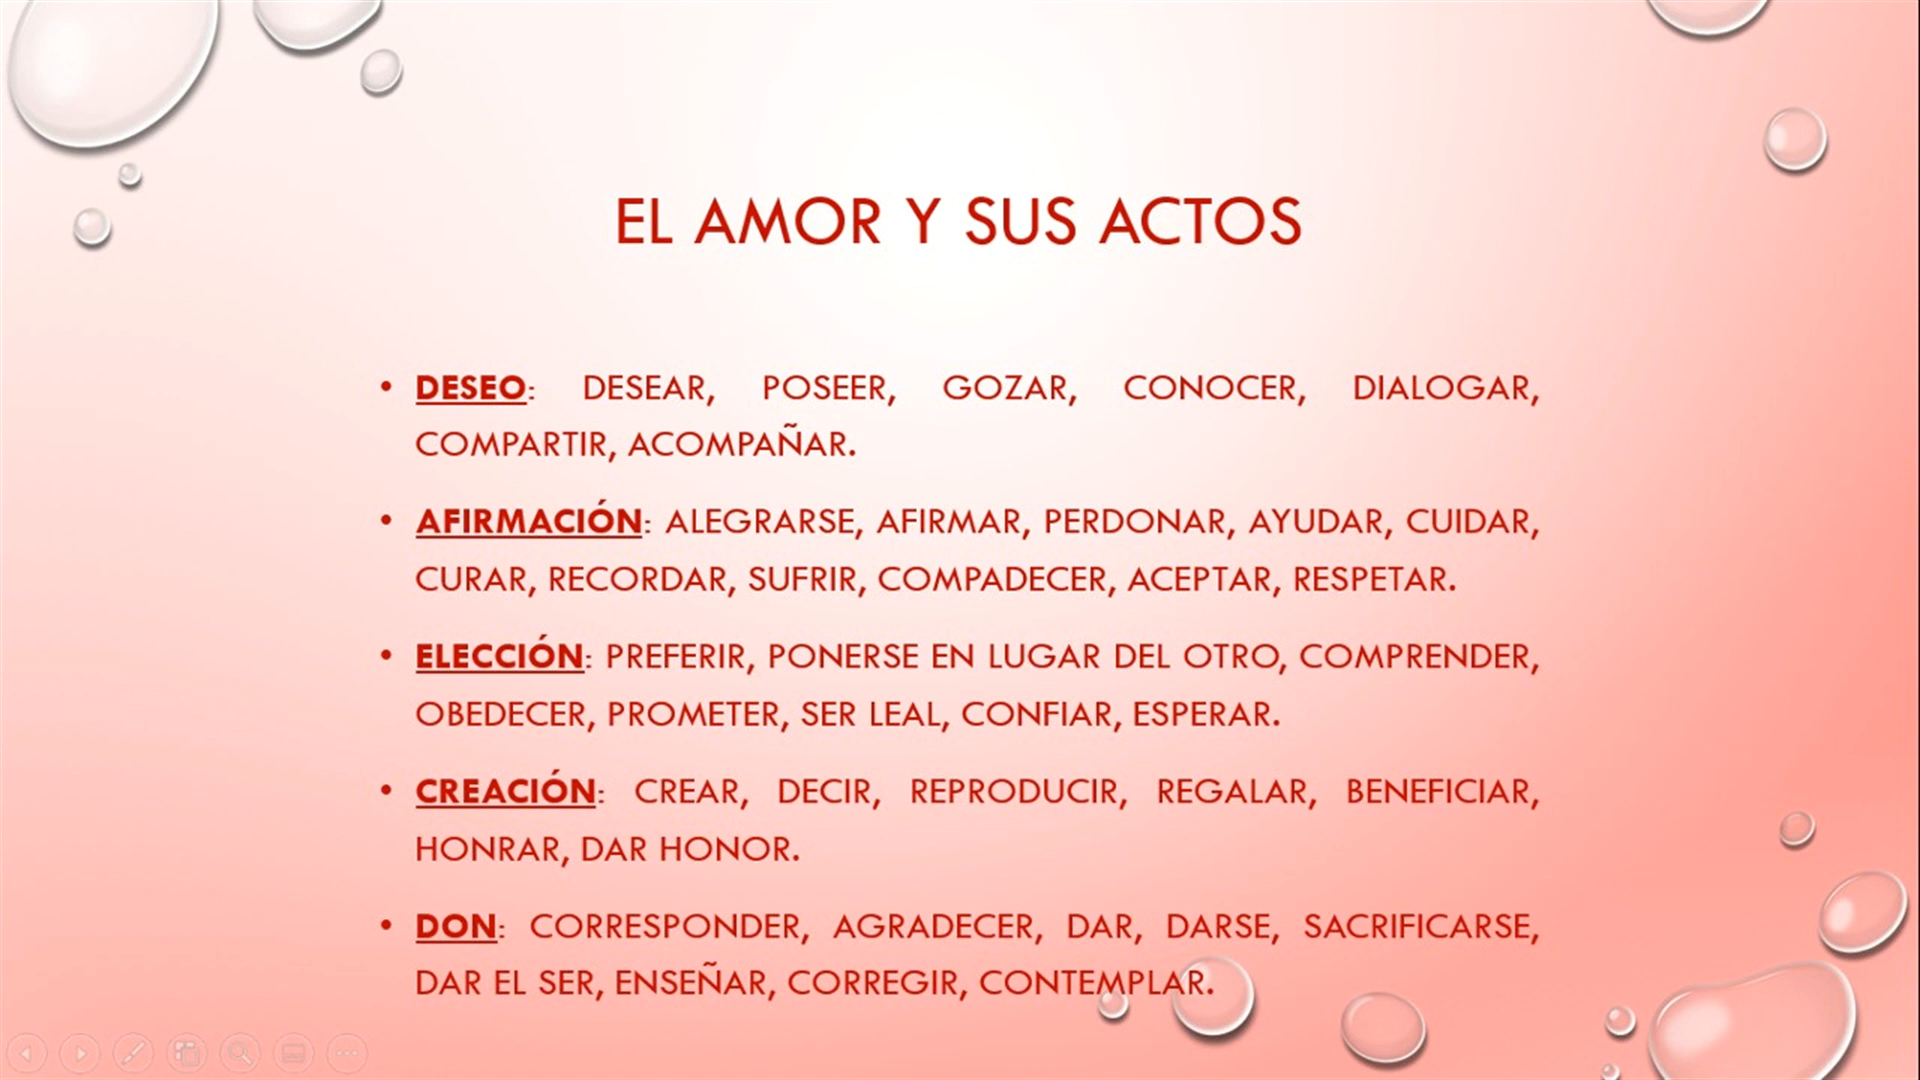 EL AMOR Y SUS ACTOS
• DESEO: DESEAR, POSEER, GOZAR, CONOCER, DIALOGAR,
COMPARTIR, ACOMPAÑAR.
• AFIRMACIÓN: ALEGRARSE, AFIRMAR, PERDONAR, AYUDAR, CUIDAR,
CURAR, RECORDAR, SUFRIR, COMPADECER, ACEPTAR, RESPETAR.
• ELECCIÓN: PREFERIR, PONERSE EN LUGAR DEL OTRO, COMPRENDER,
OBEDECER, PROMETER, SER LEAL, CONFIAR, ESPERAR.
• CREACIÓN: CREAR, DECIR, REPRODUCIR, REGALAR, BENEFICIAR,
HONRAR, DAR HONOR.
• DON: CORRESPONDER, AGRADECER, DAR, DARSE, SACRIFICARSE,
DAR EL SER, ENSEÑAR, CORREGIR, CONTEMPLAR.